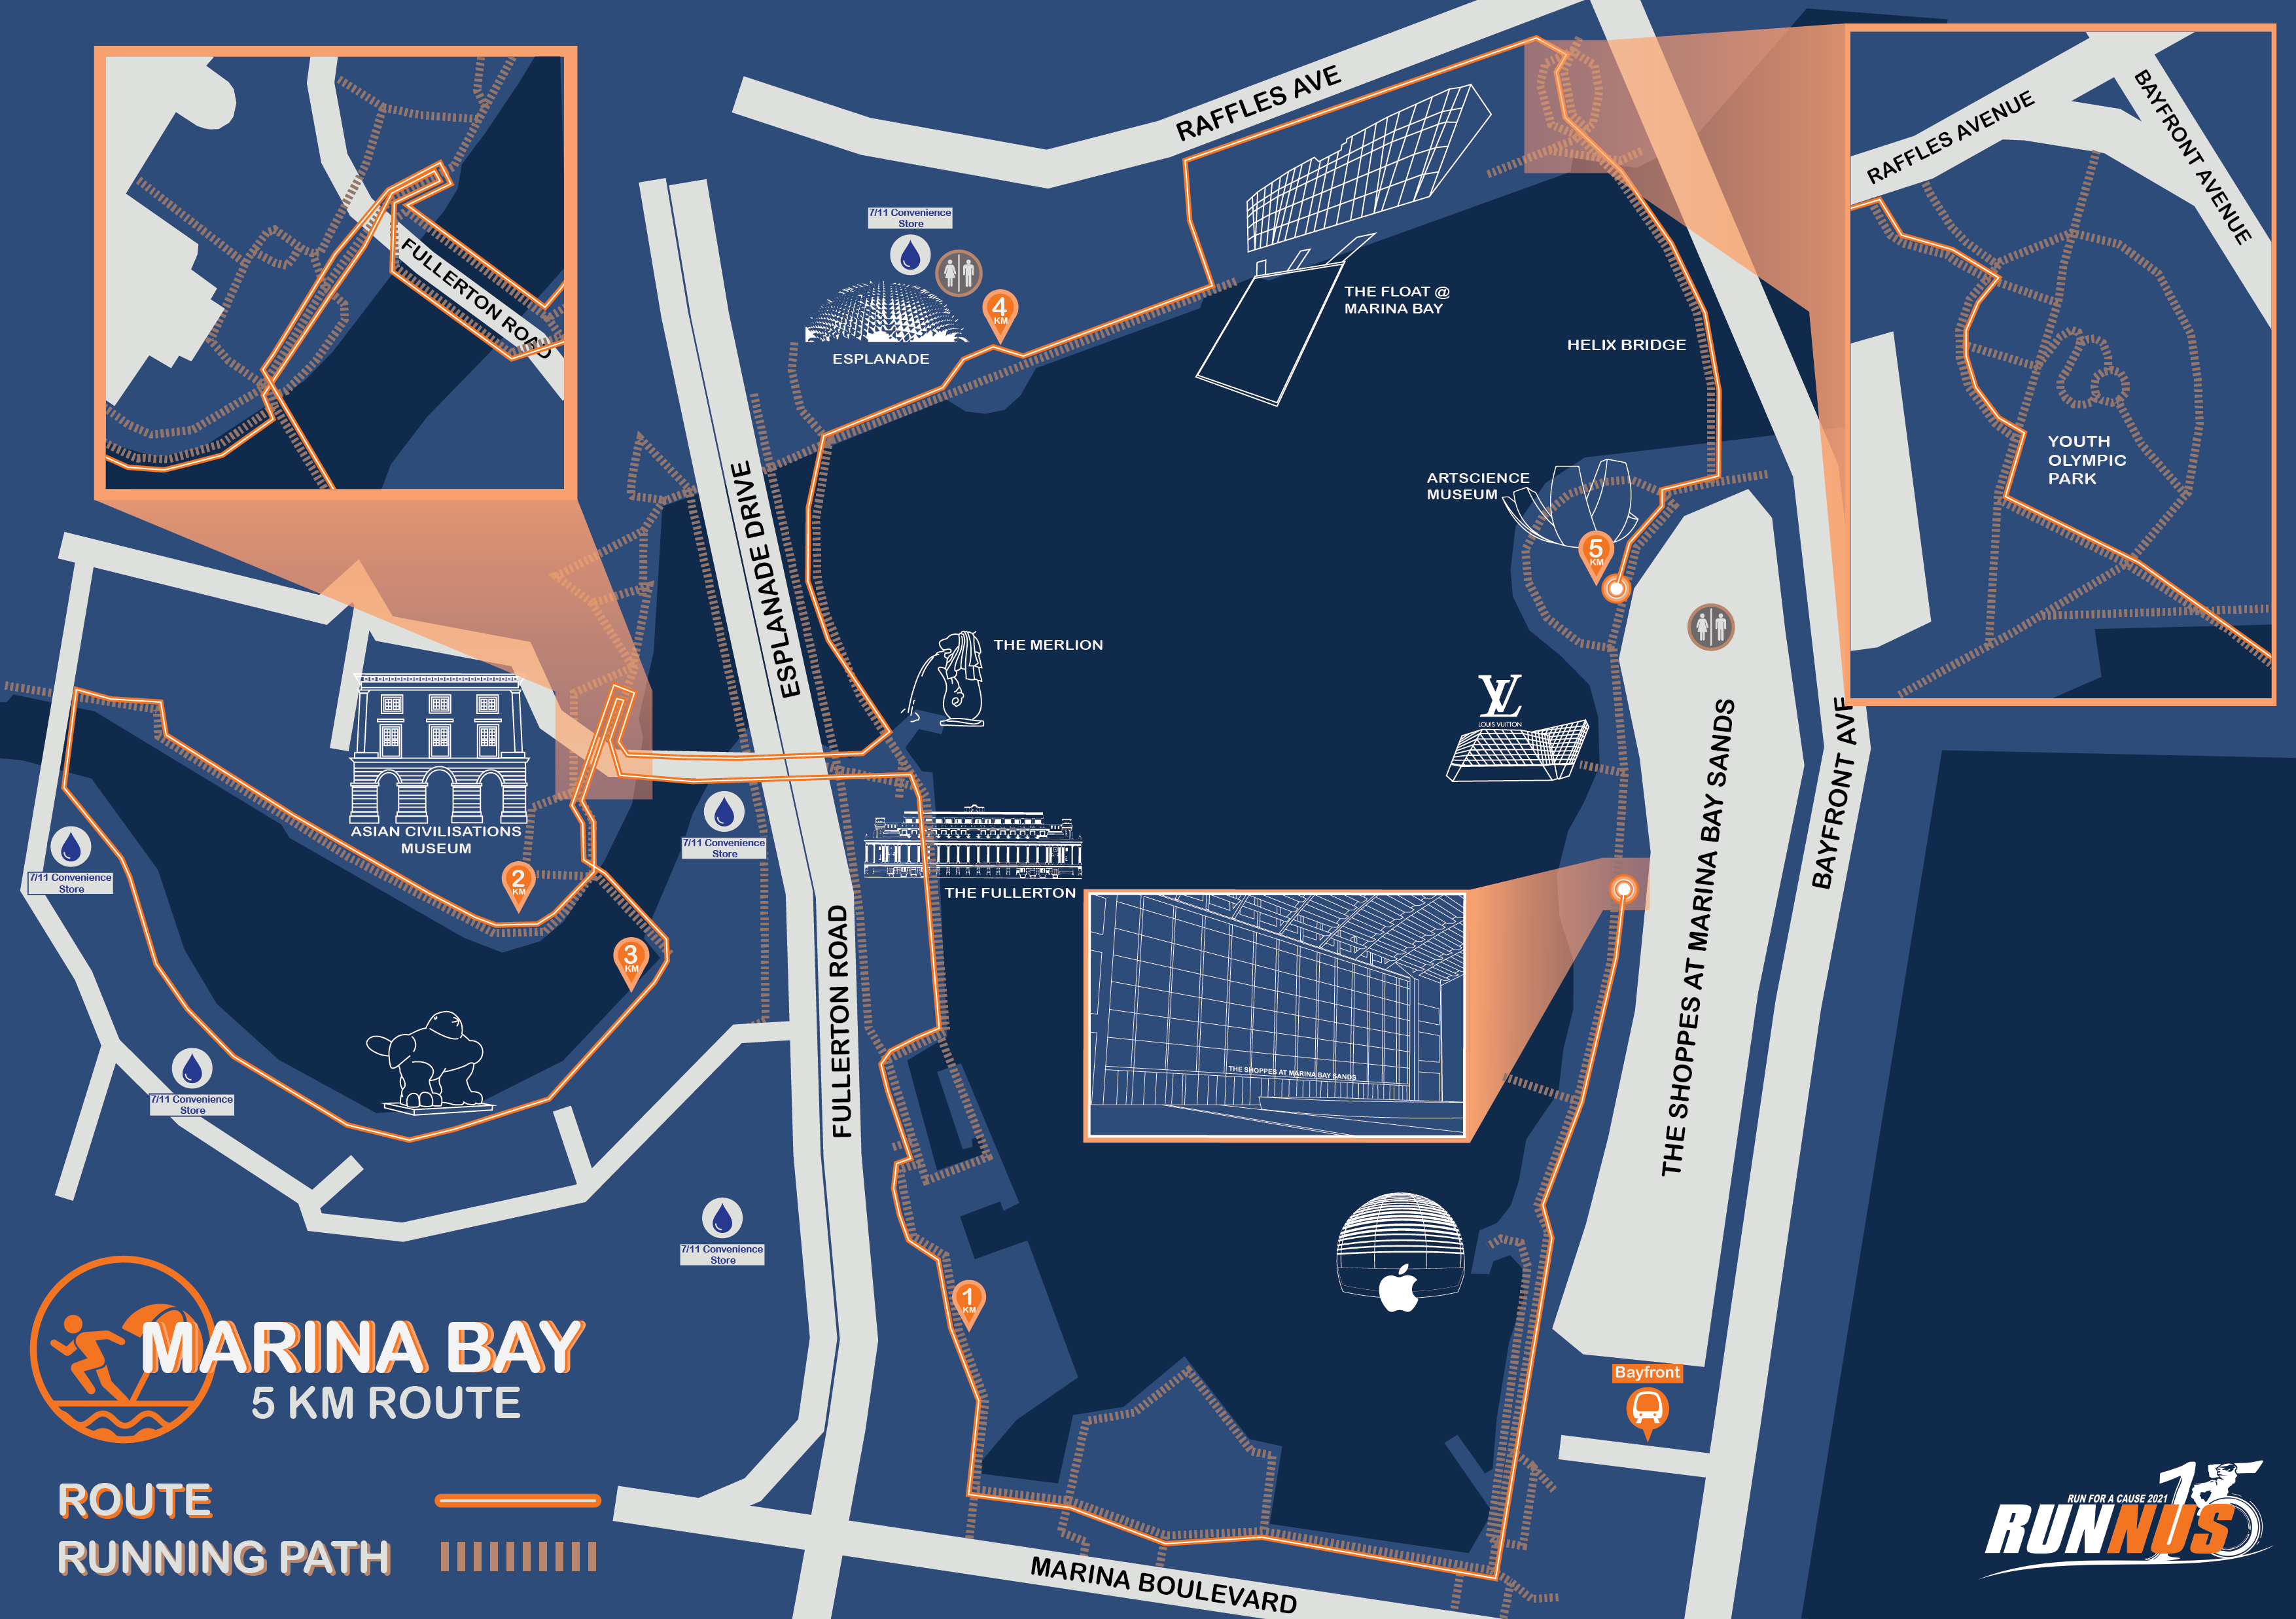 RAFFLES AVE
RAFFLES AVENUE
BAYFRONT AVENUE
YOUTH
OLYMPIC
PARK
FULLERTON ROAD
7/11 Convenience
Store
4
KM
ESPLANADE
THE FLOAT @
MARINA BAY
HELIX BRIDGE
ESPLANADE DRIVE
ARTSCIENCE
MUSEUM
5
KM
THE MERLION
LV
LOUIS VUITTON
THE SHOPPES AT MARINA BAY SANDS
BAYFRONT AVE
ASIAN CIVILISATIONS
MUSEUM
7/11 Convenience
Store
7/11 Convenience
Store
2
KM
THE FULLERTON
3
KM
FULLERTON ROAD
THE SHOPPES AT MARINA BAY SANDS
7/11 Convenience
Store
7/11 Convenience
Store
1
KM
MARINA BAY
5 KM ROUTE
Bayfront
ROUTE
RUNNING PATH
MARINA BOULEVARD
15
RUN FOR A CAUSE 2021
RUNNUS